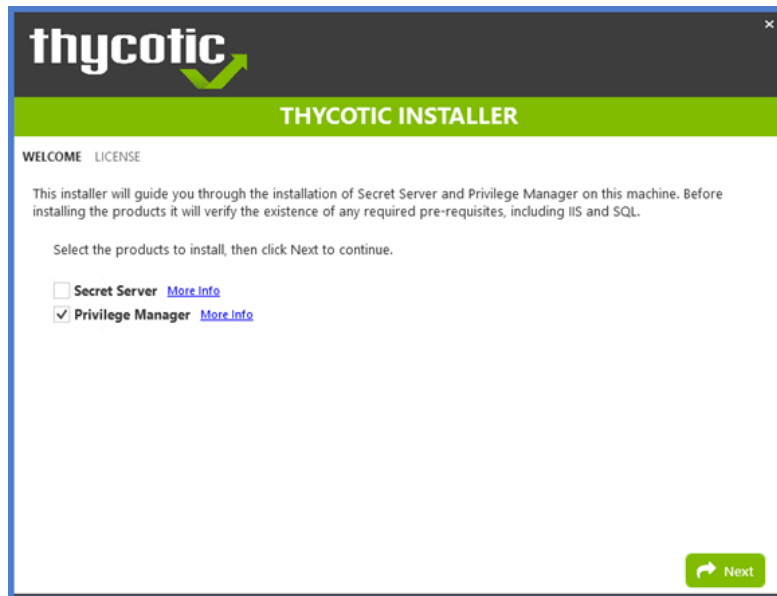 thycotic
THYCOTIC INSTALLER
WELCOME LICENSE
This installer will guide you through the installation of Secret Server and Privilege Manager on this machine. Before
installing the products it will verify the existence of any required pre-requisites, including IIS and SQL.
Select the products to install, then click Next to continue.
Secret Server More Info
Privilege Manager More Info
Next